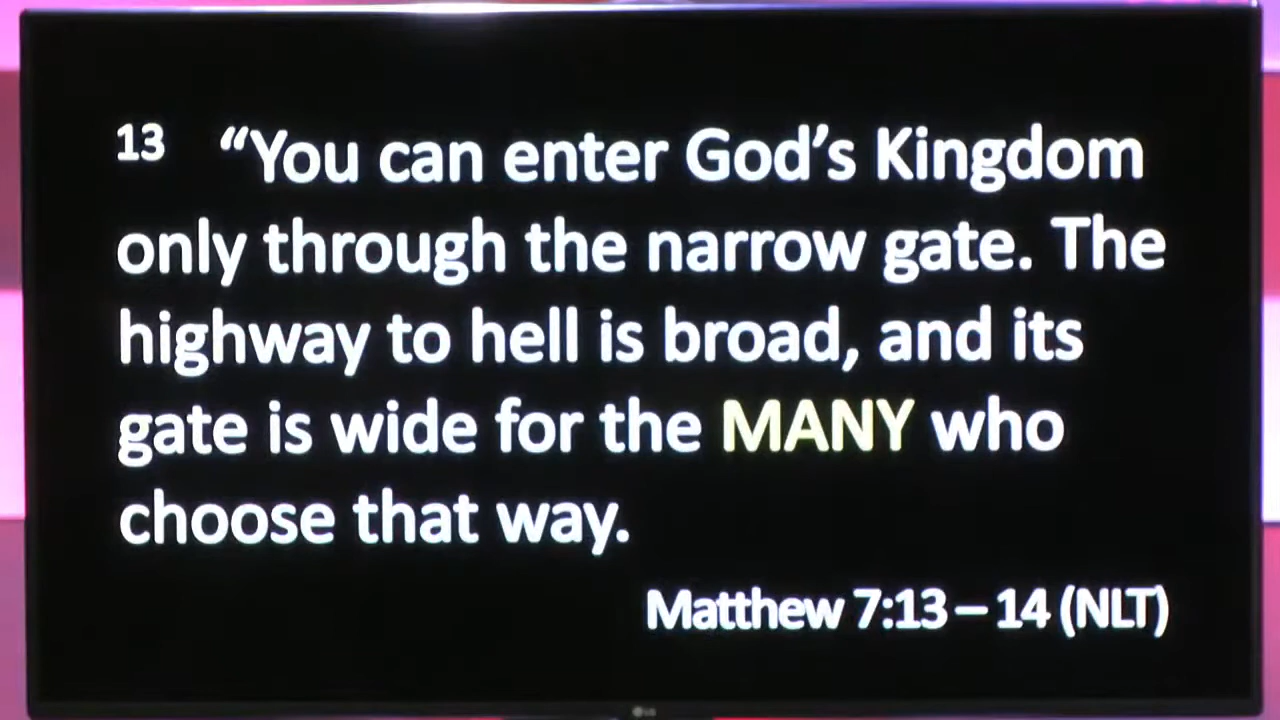 13 “You can enter God’s Kingdom
only through the narrow gate. The
highway to hell is broad, and its
gate is wide for the MANY who
choose that way.
Matthew 7:13 – 14 (NLT)
LG